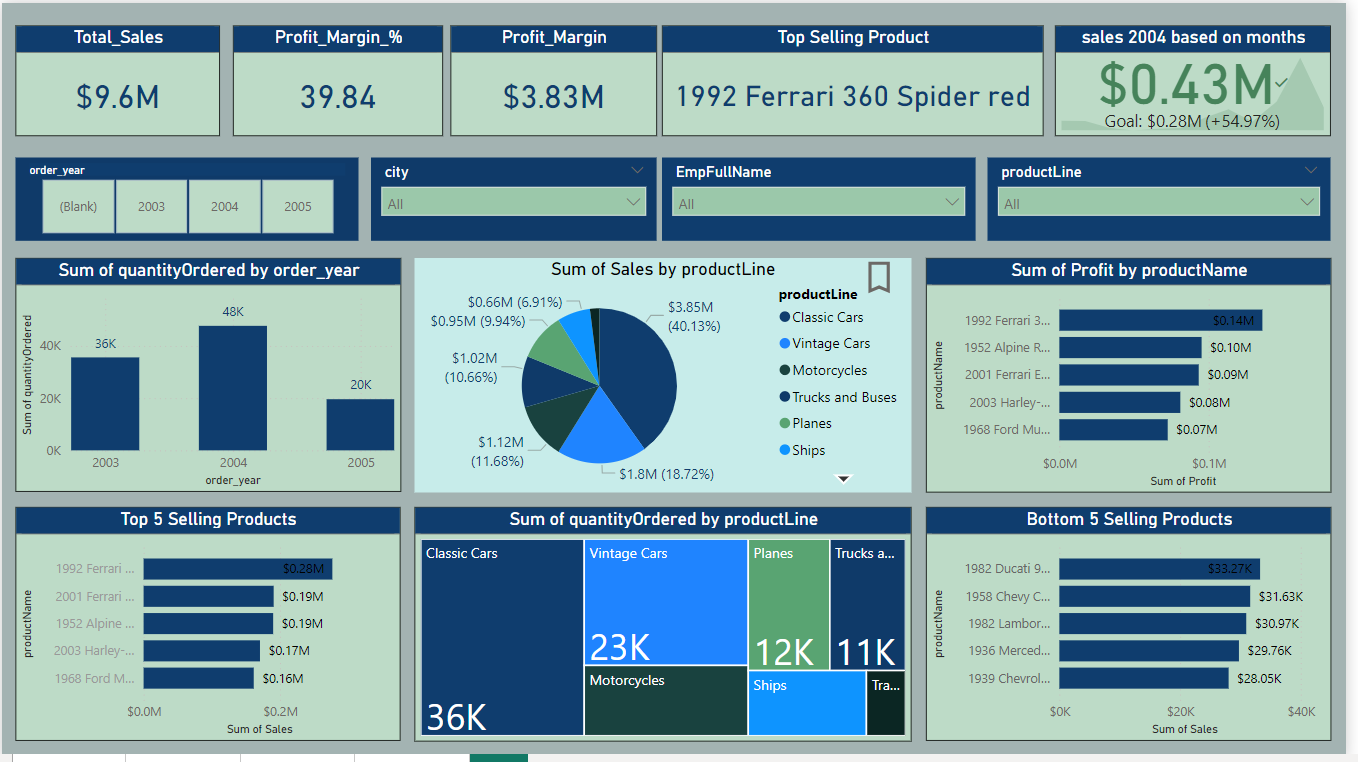 Total_Sales
$9.6M
Profit_Margin_%
39.84
Profit_Margin
$3.83M
Top Selling Product
1992 Ferrari 360 Spider red
sales 2004 based on months
$0.43M
Goal: $0.28M (+54.97%)
order_year
(Blank)
2003
2004
2005
city
All
EmpFullName
All
productLine
All
Sum of quantityOrdered by order_year
Sum of quantityOrdered
40K
20K
0K
36K
48K
20K
2003
2004
2005
order_year
Sum of Sales by productLine
$0.66M (6.91%)
$0.95M (9.94%)
$1.02M
(10.66%)
$1.12M
(11.68%)
$1.8M (18.72%)
$3.85M
(40.13%)
productLine
Classic Cars
Vintage Cars
Motorcycles
Trucks and Buses
Planes
Ships
Sum of Profit by productName
productName
1992 Ferrari 3...
$0.14M
1952 Alpine R...
$0.10M
2001 Ferrari E...
$0.09M
2003 Harley-...
$0.08M
1968 Ford Mu...
$0.07M
$0.0M
$0.1M
Sum of Profit
Top 5 Selling Products
productName
1992 Ferrari ...
$0.28M
2001 Ferrari ...
$0.19M
1952 Alpine ...
$0.19M
2003 Harley-...
$0.17M
1968 Ford M...
$0.16M
$0.0M
$0.2M
Sum of Sales
Sum of quantityOrdered by productLine
Classic Cars
36K
Vintage Cars
23K
Motorcycles
Planes
12K
Trucks a...
11K
Ships
Tra...
Bottom 5 Selling Products
productName
1982 Ducati 9...
$33.27K
1958 Chevy C...
$31.63K
1982 Lambor...
$30.97K
1936 Merced...
$29.76K
1939 Chevrol...
$28.05K
$0K
$20K
$40K
Sum of Sales